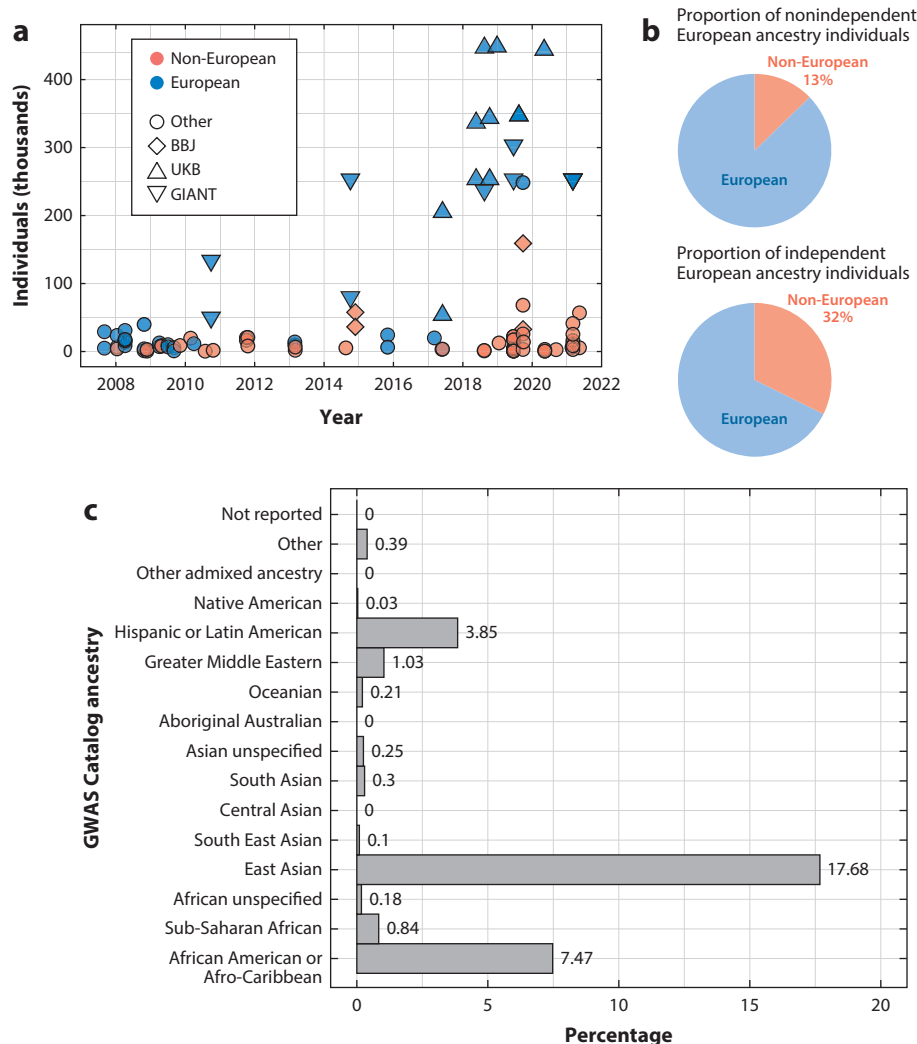 a
Non-European
European
Other
BBJ
UKB
GIANT
Individuals (thousands)
400
300
200
100
0
2008
2010
2012
2014
2016
2018
2020
2022
Year
b
Proportion of nonindependent
European ancestry individuals
Non-European
13%
European
Proportion of independent
European ancestry individuals
Non-European
32%
European
c
GWAS Catalog ancestry
Not reported
0
Other
0.39
Other admixed ancestry
0
Native American
0.03
Hispanic or Latin American
3.85
Greater Middle Eastern
1.03
Oceanian
0.21
Aboriginal Australian
0
Asian unspecified
0.25
South Asian
0.3
Central Asian
0
South East Asian
0.1
East Asian
17.68
African unspecified
0.18
Sub-Saharan African
0.84
African American or
Afro-Caribbean
7.47
0
5
10
15
20
Percentage